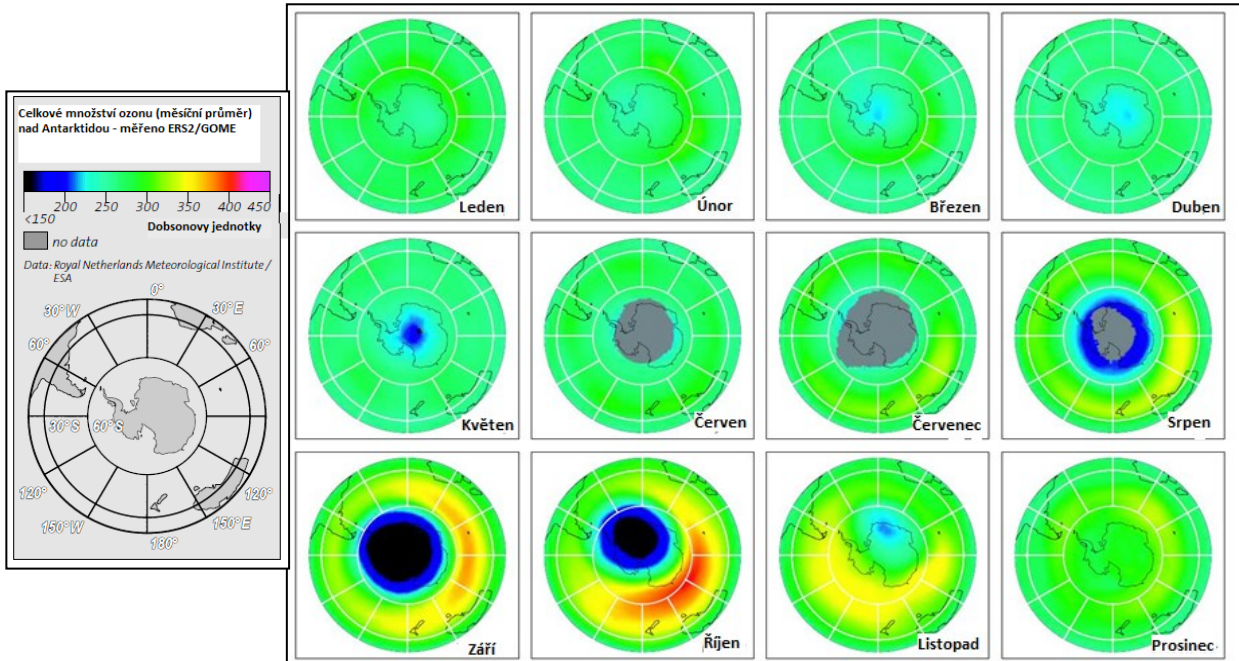 Celkové množství ozonu (měsíční průměr)
nad Antarktidou - měřeno ERS2/GOME
200 250 300 350 400 450
<150
Dobsonovy jednotky
no data
Data: Royal Netherlands Meteorological Institute /
ESA
0°
30° W 30° E
60° 60°
30° S 60° S
120° 120°
150° W 150° E
180°
Leden Únor Březen Duben
Květen Červen Červenec Srpen
Září Říjen Listopad Prosinec